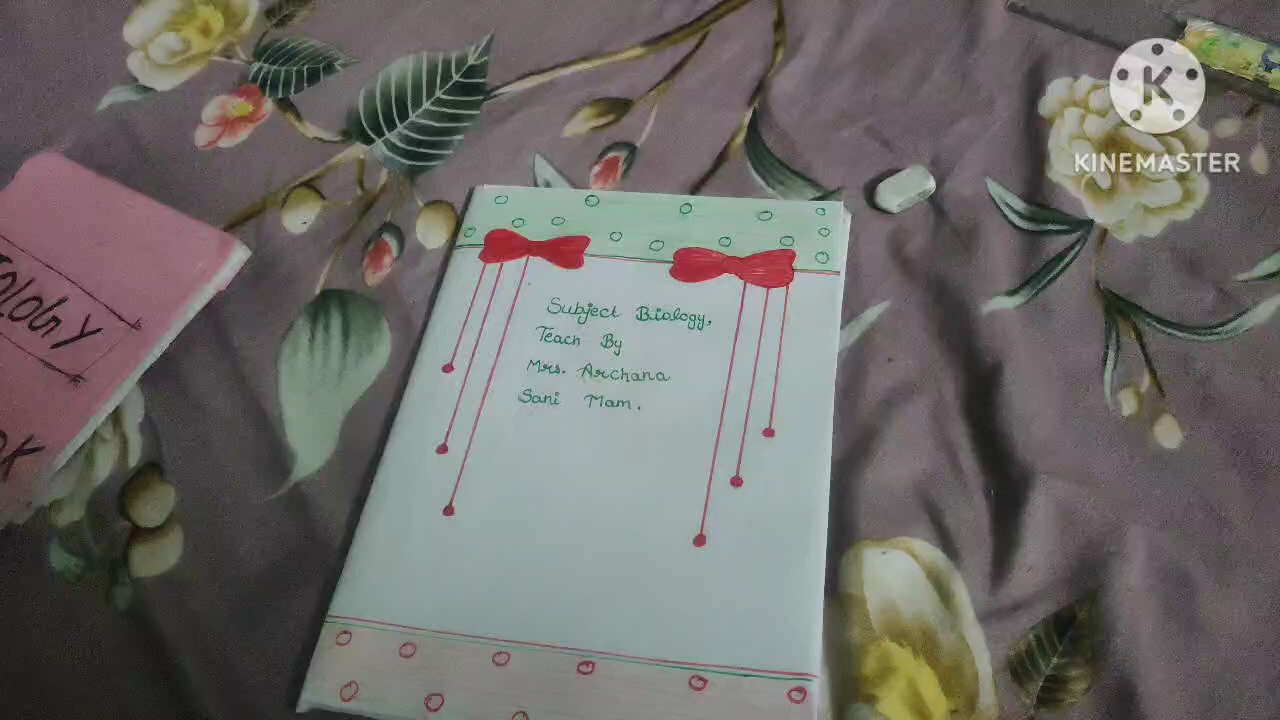 K
KINEMASTER
Subject Biology,
Teach By
Mrs. Archana
Sani Mam.